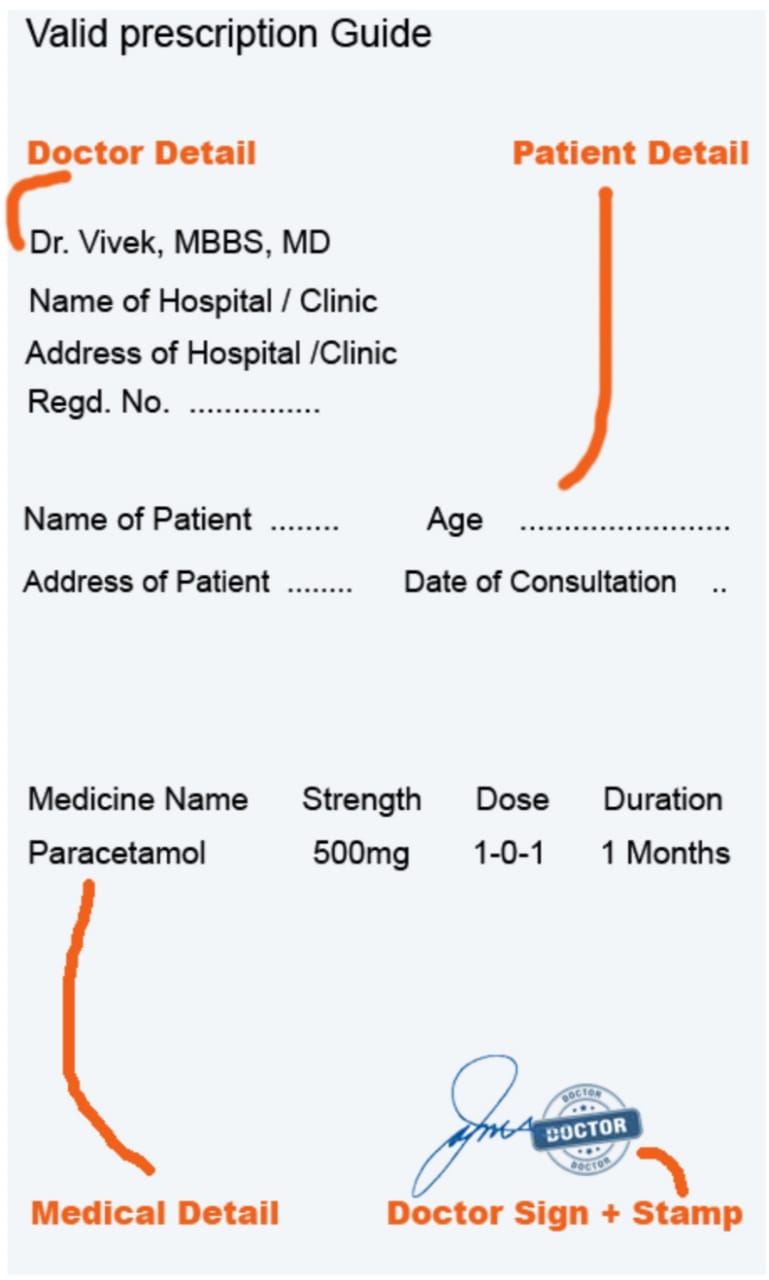 Valid prescription Guide
Doctor Detail Patient Detail
Dr. Vivek, MBBS, MD
Name of Hospital / Clinic
Address of Hospital /Clinic
Regd. No. ...............
Name of Patient ........ Age ........................
Address of Patient ........ Date of Consultation ..
Medicine Name Strength Dose Duration
Paracetamol 500mg 1-0-1 1 Months
DOCTOR
DOCTOR
DOCTOR
Medical Detail Doctor Sign + Stamp